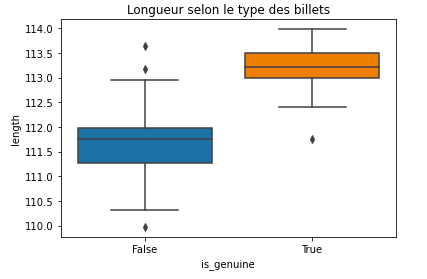 Longueur selon le type des billets
114.0
113.5
113.0
112.5
112.0
111.5
111.0
110.5
110.0
length
False
True
is_genuine